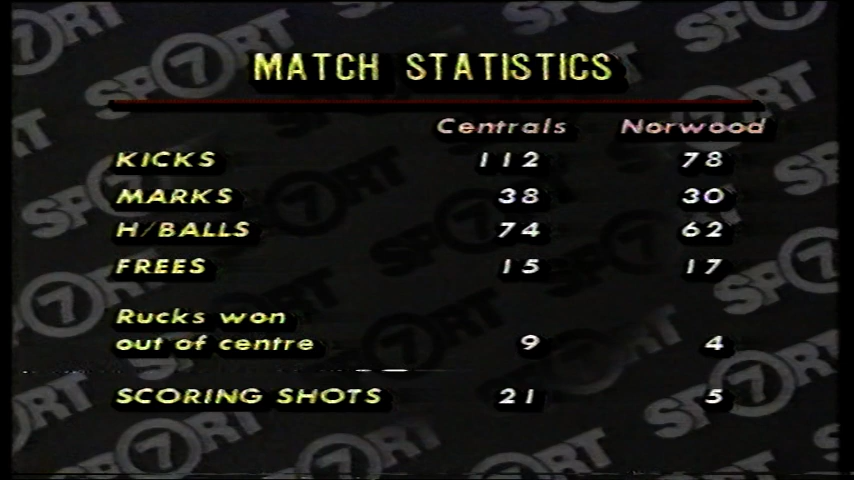 MATCH STATISTICS
Centrals Norwood
KICKS 112 78
MARKS 38 30
H/BALLS 74 62
FREES 15 17
Rucks won
out of centre 9 4
SCORING SHOTS 21 5